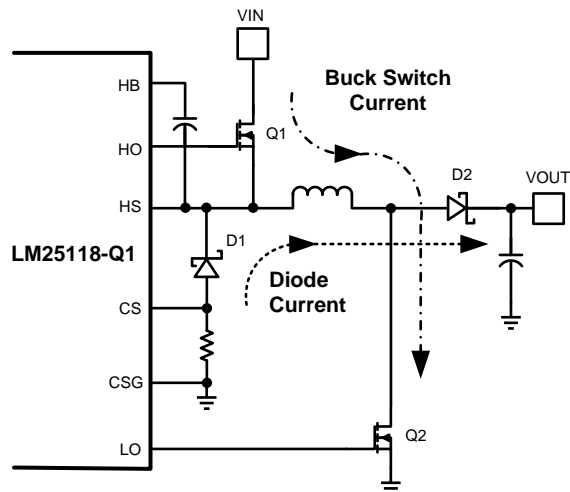 VIN
HB
Buck Switch
Current
Q1
HO
D2
VOUT
HS
D1
LM25118-Q1
Diode
Current
CS
CSG
Q2
LO